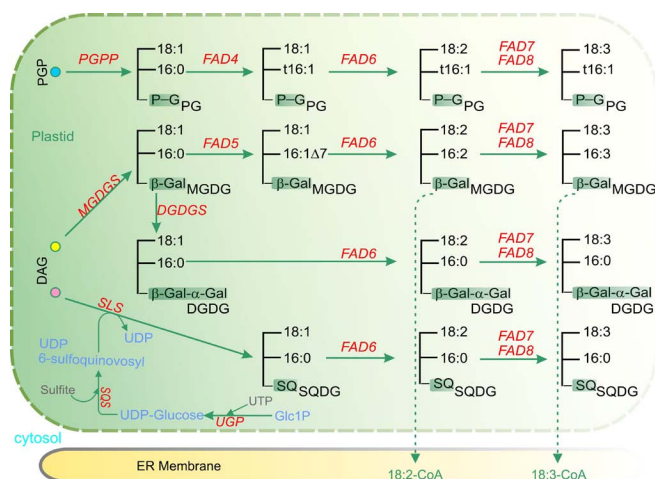 PGP
PGPP
18:1
16:0
P-G PG
FAD4
18:1
t16:1
P-G PG
FAD6
18:2
t16:1
P-G PG
FAD7
FAD8
18:3
t16:1
P-G PG
Plastid
MGDGS
18:1
16:0
β-Gal MGDG
FAD5
18:1
16:1Δ7
β-Gal MGDG
FAD6
18:2
16:2
β-Gal MGDG
FAD7
FAD8
18:3
16:3
β-Gal MGDG
DGDGS
DAG
18:1
16:0
β-Gal-α-Gal
DGDG
FAD6
18:2
16:0
β-Gal-α-Gal
DGDG
FAD7
FAD8
18:3
16:0
β-Gal-α-Gal
DGDG
SLS
18:1
16:0
SQ SQDG
FAD6
18:2
16:0
SQ SQDG
FAD7
FAD8
18:3
16:0
SQ SQDG
UDP
UDP
6-sulfoquinovosyl
Sulfite
SQS
UDP-Glucose
UTP
UGP
Glc1P
cytosol
ER Membrane
18:2-CoA
18:3-CoA